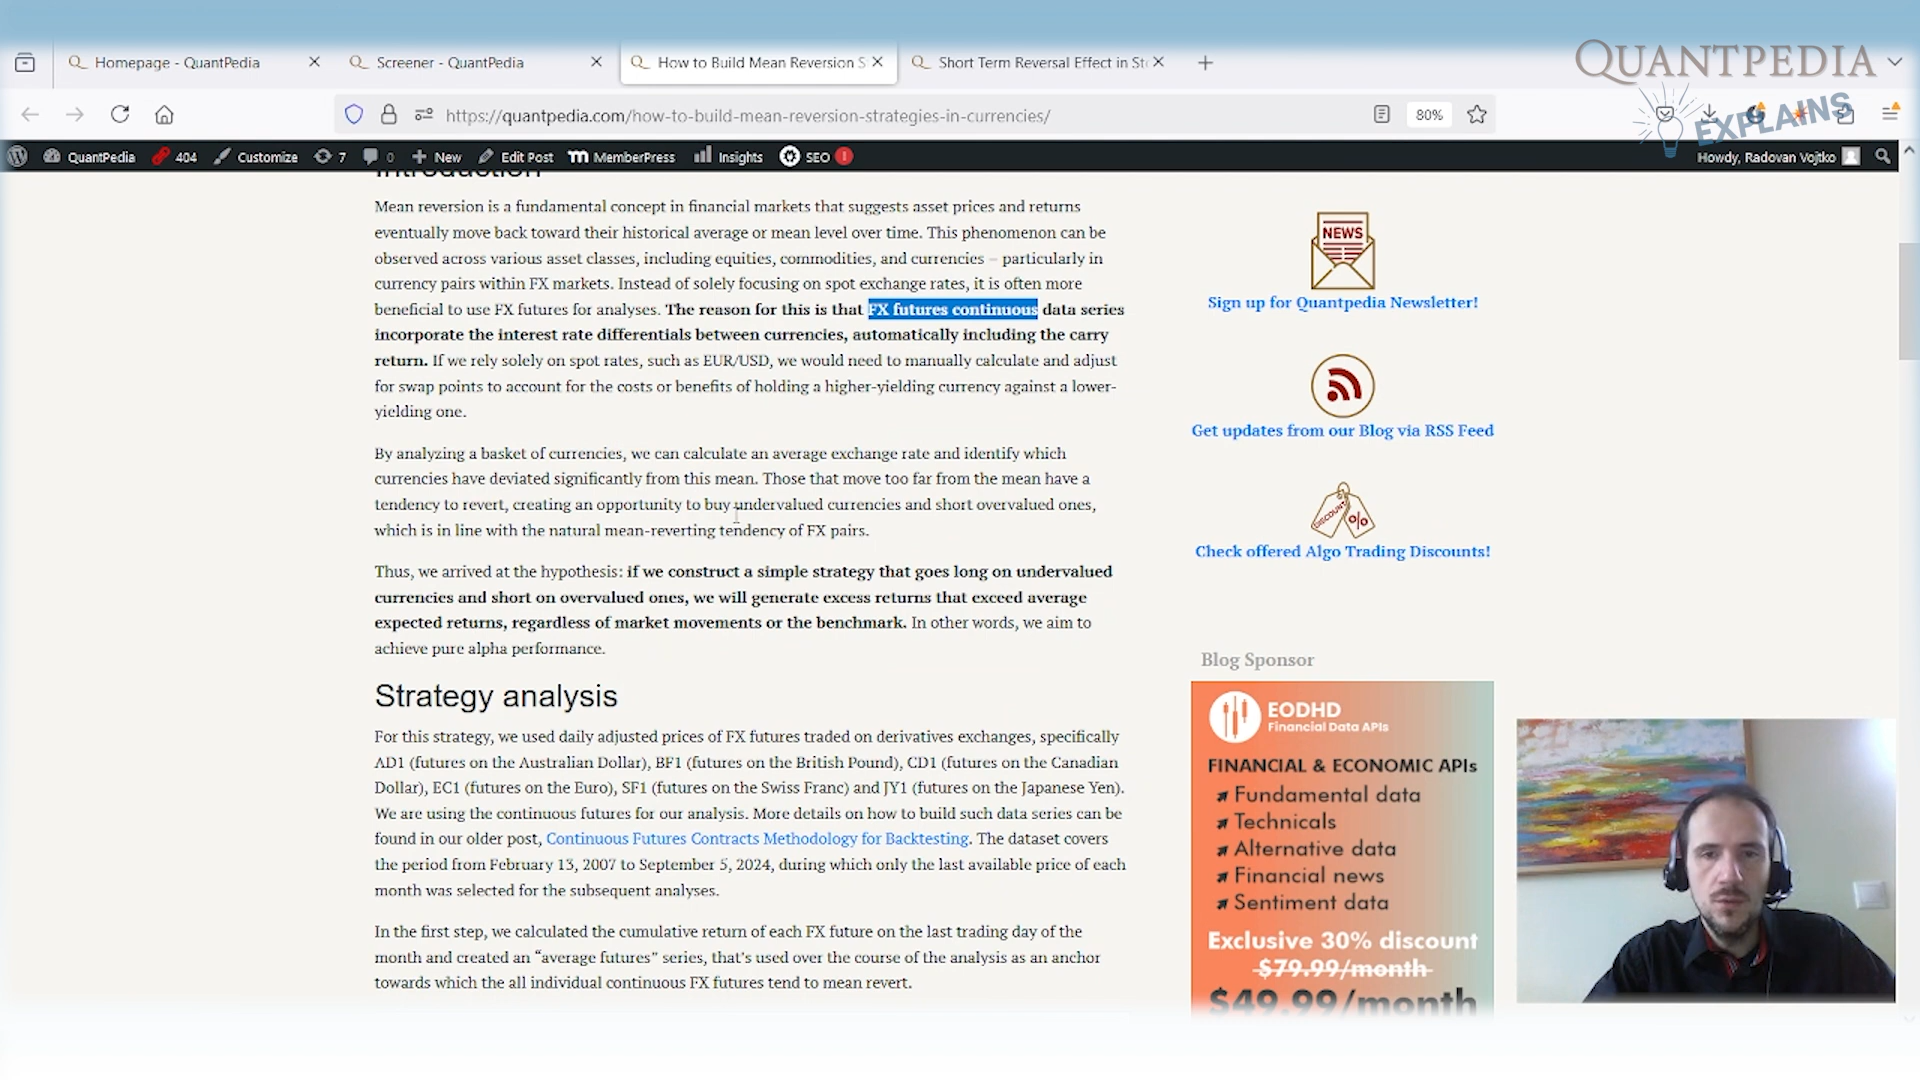 Homepage - QuantPedia
Screener - QuantPedia
How to Build Mean Reversion S
Short Term Reversal Effect in St
QUANTPEDIA
EXPLAINS
https://quantpedia.com/how-to-build-mean-reversion-strategies-in-currencies/
80%
QuantPedia
404
Customize
7
0
New
Edit Post
MemberPress
Insights
SEO
1
Howdy, Radovan Vojtko
Introduction
Mean reversion is a fundamental concept in financial markets that suggests asset prices and returns
eventually move back toward their historical average or mean level over time. This phenomenon can be
observed across various asset classes, including equities, commodities, and currencies – particularly in
currency pairs within FX markets. Instead of solely focusing on spot exchange rates, it is often more
beneficial to use FX futures for analyses. The reason for this is that FX futures continuous data series
incorporate the interest rate differentials between currencies, automatically including the carry
return. If we rely solely on spot rates, such as EUR/USD, we would need to manually calculate and adjust
for swap points to account for the costs or benefits of holding a higher-yielding currency against a lower-
yielding one.
By analyzing a basket of currencies, we can calculate an average exchange rate and identify which
currencies have deviated significantly from this mean. Those that move too far from the mean have a
tendency to revert, creating an opportunity to buy undervalued currencies and short overvalued ones,
which is in line with the natural mean-reverting tendency of FX pairs.
Thus, we arrived at the hypothesis: if we construct a simple strategy that goes long on undervalued
currencies and short on overvalued ones, we will generate excess returns that exceed average
expected returns, regardless of market movements or the benchmark. In other words, we aim to
achieve pure alpha performance.
Strategy analysis
For this strategy, we used daily adjusted prices of FX futures traded on derivatives exchanges, specifically
AD1 (futures on the Australian Dollar), BF1 (futures on the British Pound), CD1 (futures on the Canadian
Dollar), EC1 (futures on the Euro), SF1 (futures on the Swiss Franc) and JY1 (futures on the Japanese Yen).
We are using the continuous futures for our analysis. More details on how to build such data series can be
found in our older post, Continuous Futures Contracts Methodology for Backtesting. The dataset covers
the period from February 13, 2007 to September 5, 2024, during which only the last available price of each
month was selected for the subsequent analyses.
In the first step, we calculated the cumulative return of each FX future on the last trading day of the
month and created an “average futures” series, that's used over the course of the analysis as an anchor
towards which the all individual continuous FX futures tend to mean revert.
NEWS
Sign up for Quantpedia Newsletter!
Get updates from our Blog via RSS Feed
DISCOUNT
%
Check offered Algo Trading Discounts!
Blog Sponsor
EODHD
Financial Data APIs
FINANCIAL & ECONOMIC APIs
Fundamental data
Technicals
Alternative data
Financial news
Sentiment data
Exclusive 30% discount
$79.99/month
$49.99/month